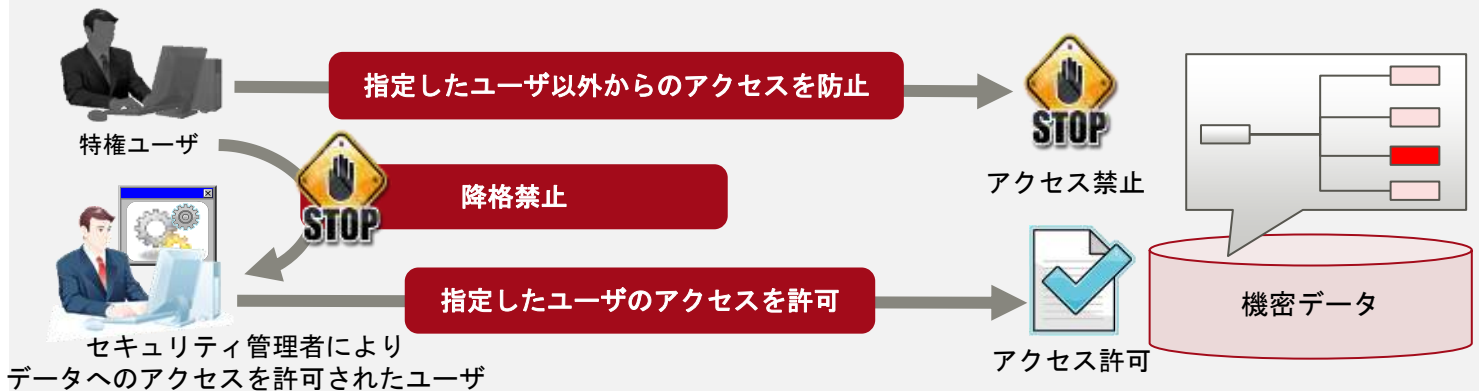 指定したユーザ以外からのアクセスを防止
STOP
特権ユーザ
アクセス禁止
STOP
降格禁止
指定したユーザのアクセスを許可
機密データ
アクセス許可
セキュリティ管理者により
データへのアクセスを許可されたユーザ